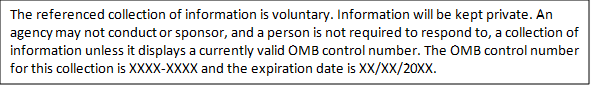 The referenced collection of information is voluntary. Information will be kept private. An
agency may not conduct or sponsor, and a person is not required to respond to, a collection of
information unless it displays a currently valid OMB control number. The OMB control number
for this collection is XXXX-XXXX and the expiration date is XX/XX/20XX.